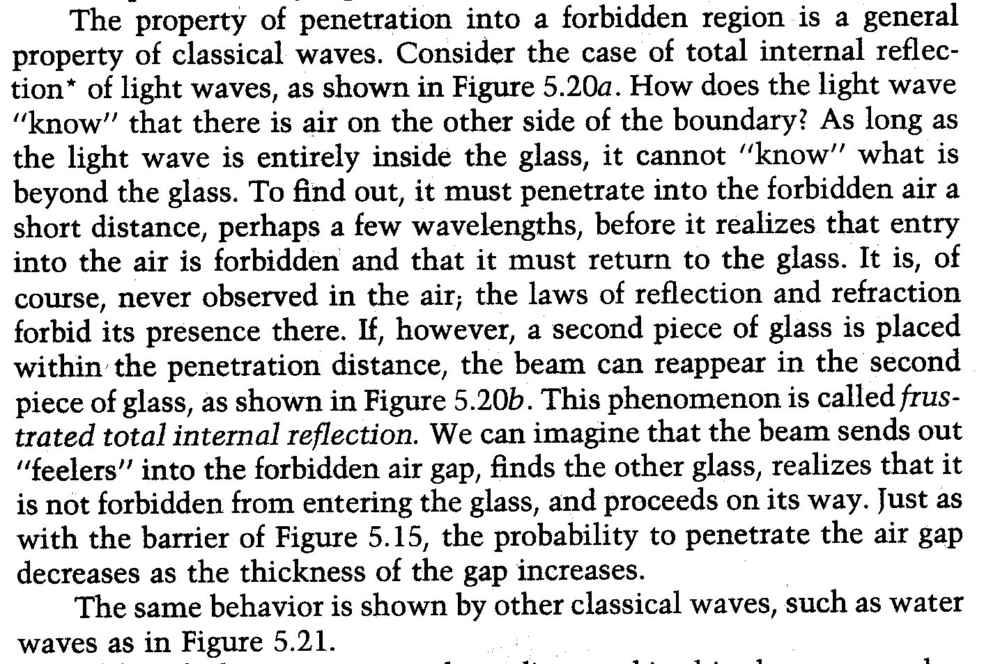 The property of penetration into a forbidden region is a general
property of classical waves. Consider the case of total internal reflec-
tion* of light waves, as shown in Figure 5.20a. How does the light wave
"know" that there is air on the other side of the boundary? As long as
the light wave is entirely inside the glass, it cannot "know" what is
beyond the glass. To find out, it must penetrate into the forbidden air a
short distance, perhaps a few wavelengths, before it realizes that entry
into the air is forbidden and that it must return to the glass. It is, of
course, never observed in the air; the laws of reflection and refraction
forbid its presence there. If, however, a second piece of glass is placed
within the penetration distance, the beam can reappear in the second
piece of glass, as shown in Figure 5.20b. This phenomenon is called frus-
trated total internal reflection. We can imagine that the beam sends out
"feelers" into the forbidden air gap, finds the other glass, realizes that it
is not forbidden from entering the glass, and proceeds on its way. Just as
with the barrier of Figure 5.15, the probability to penetrate the air gap
decreases as the thickness of the gap increases.
The same behavior is shown by other classical waves, such as water
waves as in Figure 5.21.